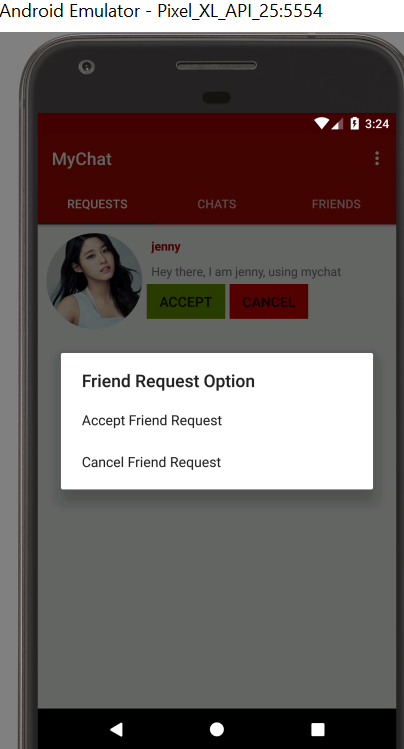 Android Emulator - Pixel_XL_API_25:5554
3:24
MyChat
REQUESTS CHATS FRIENDS
jenny
Hey there, I am jenny, using mychat
ACCEPT CANCEL
Friend Request Option
Accept Friend Request
Cancel Friend Request